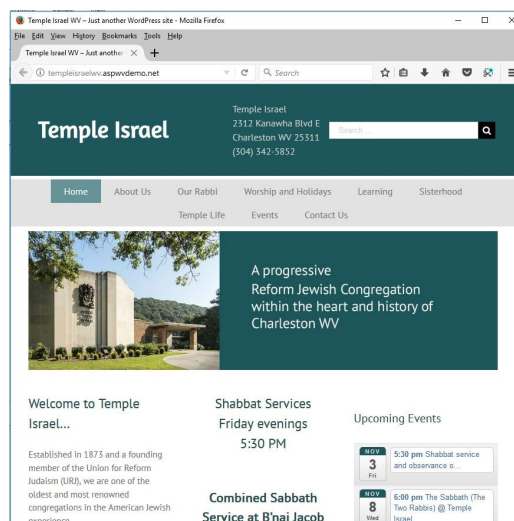 Temple Israel WV – Just another WordPress site - Mozilla Firefox
File Edit View History Bookmarks Tools Help
Temple Israel WV – Just another
templeisraelwv.aspwvdemo.net
Search
Temple Israel
Temple Israel
2312 Kanawha Blvd E
Charleston WV 25311
(304) 342-5852
Search ...
Home About Us Our Rabbi Worship and Holidays Learning Sisterhood
Temple Life Events Contact Us
A progressive
Reform Jewish Congregation
within the heart and history of
Charleston WV
Welcome to Temple
Israel...
Established in 1873 and a founding
member of the Union for Reform
Judaism (URJ), we are one of the
oldest and most renowned
congregations in the American Jewish
experience
Shabbat Services
Friday evenings
5:30 PM
Combined Sabbath
Service at B'nai Jacob
Upcoming Events
NOV
3
Fri
5:30 pm Shabbat service
and observance o...
NOV
8
Wed
6:00 pm The Sabbath (The
Two Rabbis) @ Temple
Israel